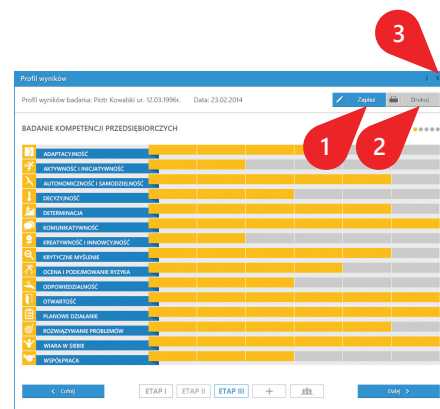 3
Profil wyników i X
Profil wyników badania: Piotr Kowalski ur. 12.03.1996r. Data: 23.02.2014 Zapisz Drukuj
BADANIE KOMPETENCJI PRZEDSIĘBIORCZYCH
1 2
ADAPTACYJNOŚĆ
AKTYWNOŚĆ I INICJATYWNOŚĆ
AUTONOMICZNOŚĆ I SAMODZIELNOŚĆ
DECYZYJNOŚĆ
DETERMINACJA
KOMUNIKATYWNOŚĆ
KREATYWNOŚĆ I INNOWCYJNOŚĆ
KRYTYCZNE MYŚLENIE
OCENA I PODEJMOWANIE RYZYKA
ODPOWIEDZIALNOŚĆ
OTWARTOŚĆ
PLANOWE DZIAŁANIE
ROZWIĄZYWANIE PROBLEMÓW
WIARA W SIEBIE
WSPÓŁPRACA
< Cofnij ETAP I ETAP II ETAP III + Dalej >